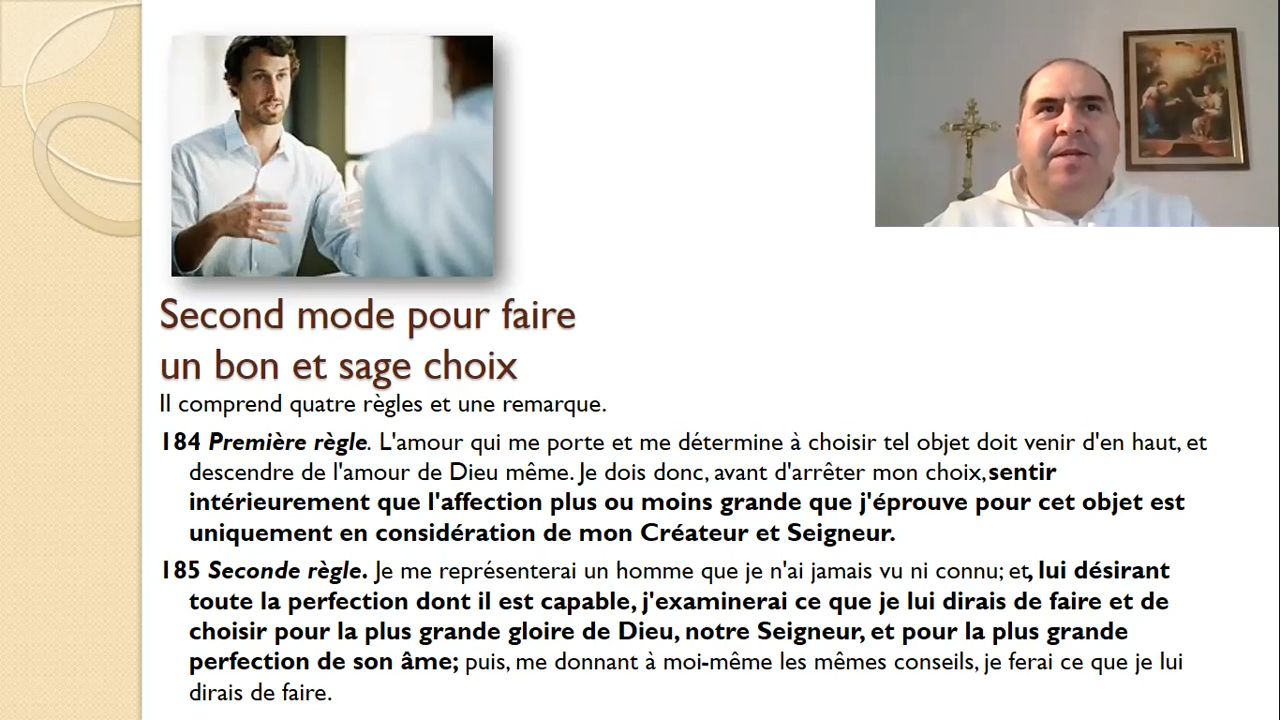 Second mode pour faire
un bon et sage choix
Il comprend quatre règles et une remarque.
184 Première règle. L'amour qui me porte et me détermine à choisir tel objet doit venir d'en haut, et
descendre de l'amour de Dieu même. Je dois donc, avant d'arrêter mon choix, sentir
intérieurement que l'affection plus ou moins grande que j'éprouve pour cet objet est
uniquement en considération de mon Créateur et Seigneur.
185 Seconde règle. Je me représenterai un homme que je n'ai jamais vu ni connu; et, lui désirant
toute la perfection dont il est capable, j'examinerai ce que je lui dirais de faire et de
choisir pour la plus grande gloire de Dieu, notre Seigneur, et pour la plus grande
perfection de son âme; puis, me donnant à moi-même les mêmes conseils, je ferai ce que je lui
dirais de faire.